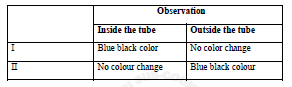 Observation
Inside the tube Outside the tube
I Blue black color No color change
II No colour change Blue black colour